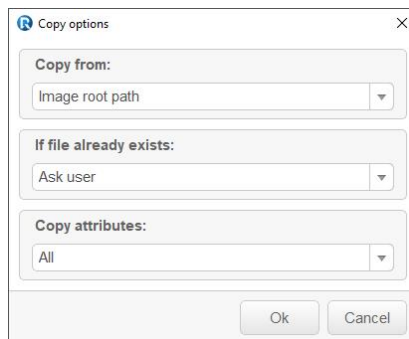 Copy options
Copy from:
Image root path
If file already exists:
Ask user
Copy attributes:
All
Ok Cancel